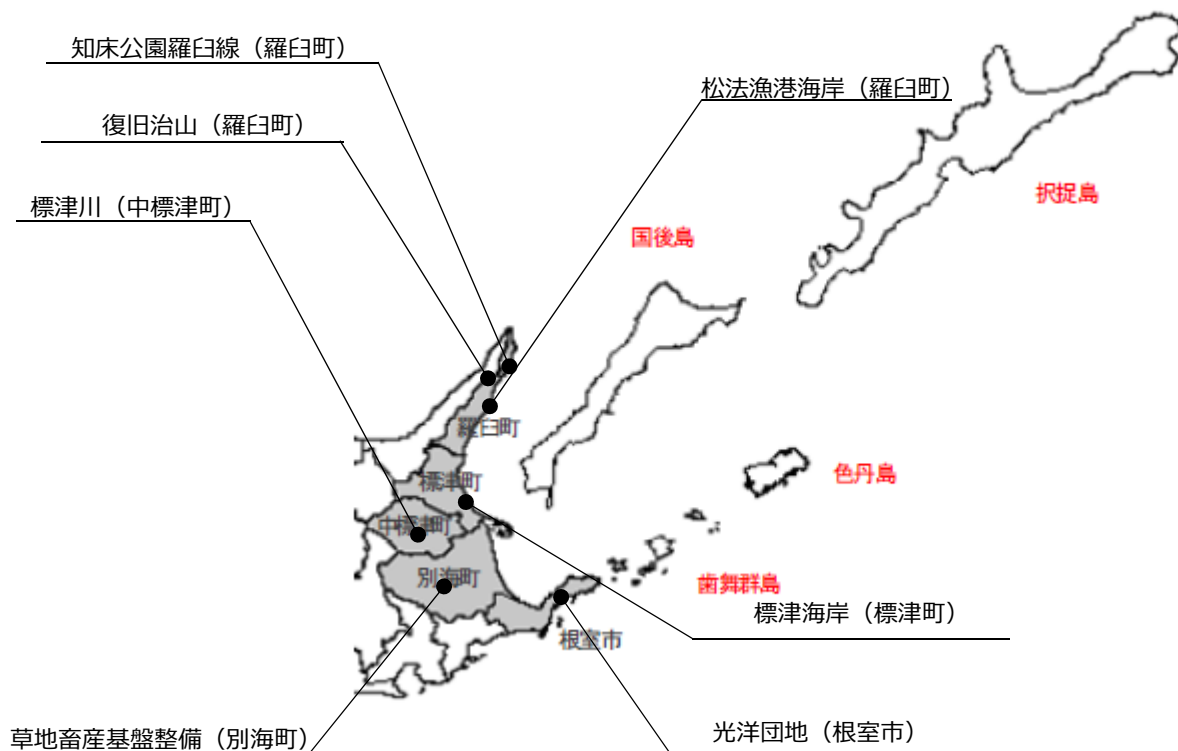 知床公園羅臼線（羅臼町）
松法漁港海岸（羅臼町）
復旧治山（羅臼町）
択捉島
標津川（中標津町）
国後島
羅臼町
標津町
色丹島
中標津町
別海町
歯舞群島
標津海岸（標津町）
根室市
光洋団地（根室市）
草地畜産基盤整備（別海町）